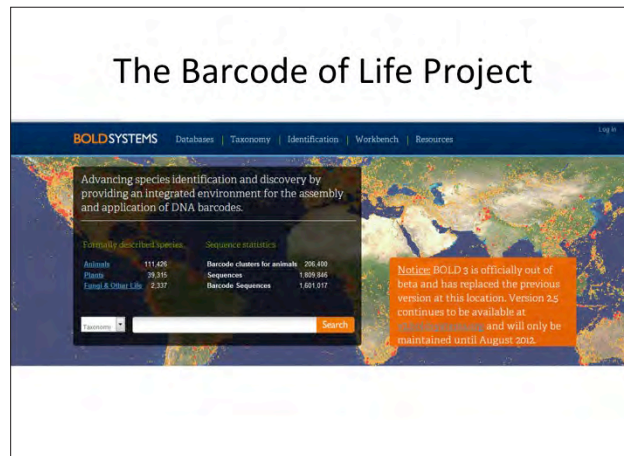 The Barcode of Life Project
Log in
BOLDSYSTEMS Databases | Taxonomy | Identification | Workbench | Resources
Advancing species identification and discovery by
providing an integrated environment for the assembly
and application of DNA barcodes.
Formally described species Sequence statistics
Animals 111,426 Barcode clusters for animals 206,400
Plants 39,315 Sequences 1,809,846
Fungi & Other Life 2,337 Barcode Sequences 1,601,017
Taxonomy Search
Notice: BOLD 3 is officially out of
beta and has replaced the previous
version at this location. Version 2.5
continues to be available at
and will only be
maintained until August 2012.